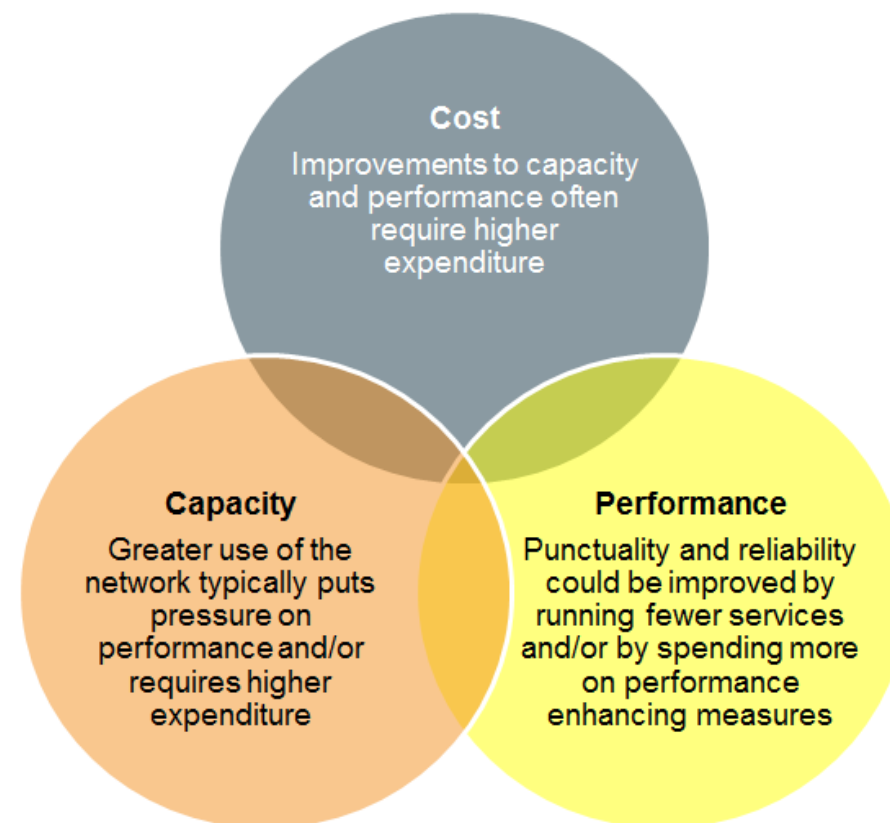 Cost
Improvements to capacity
and performance often
require higher
expenditure
Capacity
Greater use of the
network typically puts
pressure on
performance and/or
requires higher
expenditure
Performance
Punctuality and reliability
could be improved by
running fewer services
and/or by spending more
on performance
enhancing measures